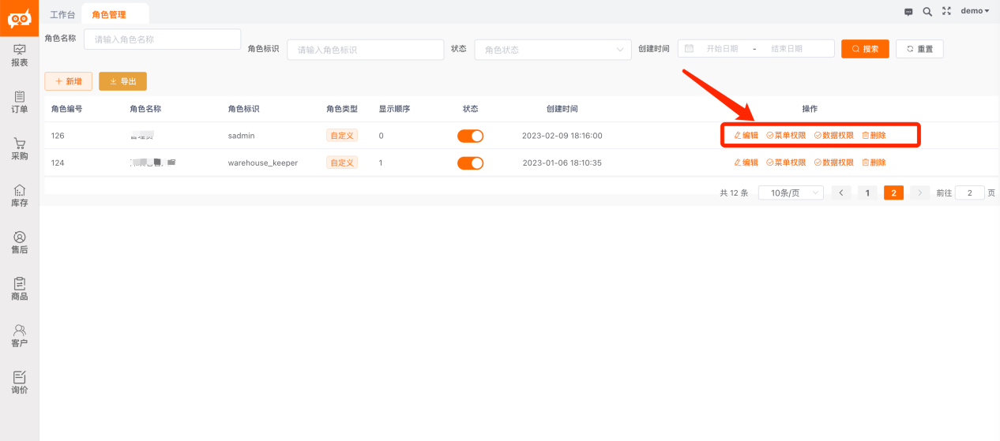 工作台 角色管理 demo
角色名称 请输入角色名称 角色标识 请输入角色标识 状态 角色状态 创建时间 开始日期 - 结束日期 搜索 重置
报表
订单
采购
库存
售后
商品
客户
询价
新增 导出
角色编号 角色名称 角色标识 角色类型 显示顺序 状态 创建时间 操作
126 sadmin 自定义 0 2023-02-09 18:16:00 编辑 菜单权限 数据权限 删除
124 warehouse_keeper 自定义 1 2023-01-06 18:10:35 编辑 菜单权限 数据权限 删除
共 12 条 10条/页 1 2 前往 2 页